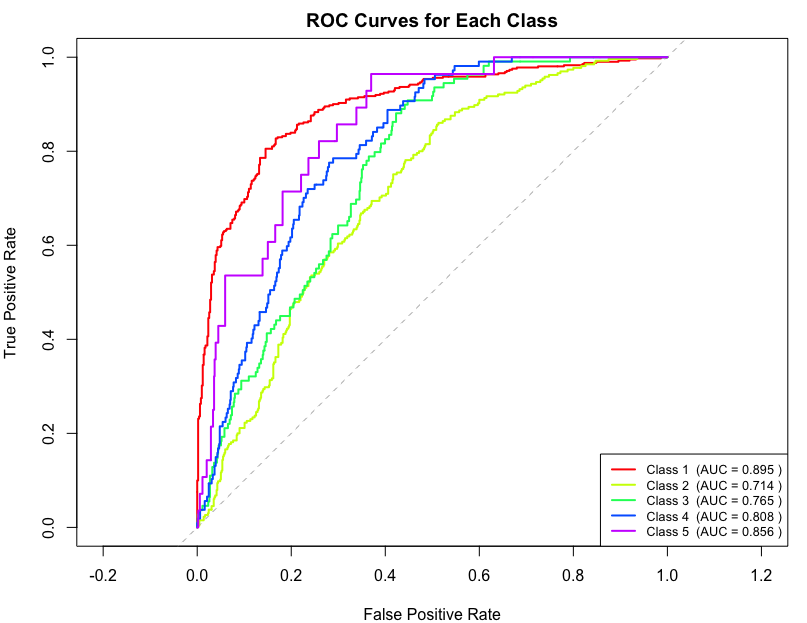 ROC Curves for Each Class
True Positive Rate
1.0
0.8
0.6
0.4
0.2
0.0
Class 1 (AUC = 0.895 )
Class 2 (AUC = 0.714 )
Class 3 (AUC = 0.765 )
Class 4 (AUC = 0.808 )
Class 5 (AUC = 0.856 )
-0.2 0.0 0.2 0.4 0.6 0.8 1.0 1.2
False Positive Rate